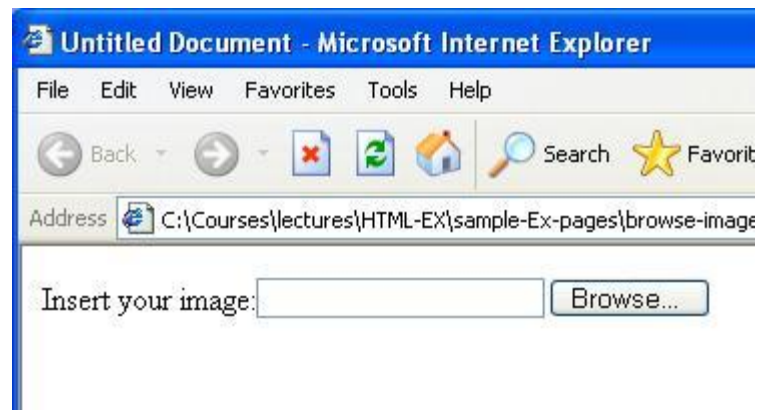 Untitled Document - Microsoft Internet Explorer
File Edit View Favorites Tools Help
Back Search Favorit
Address C:\Courses\lectures\HTML-EX\sample-Ex-pages\browse-image
Insert your image: Browse...